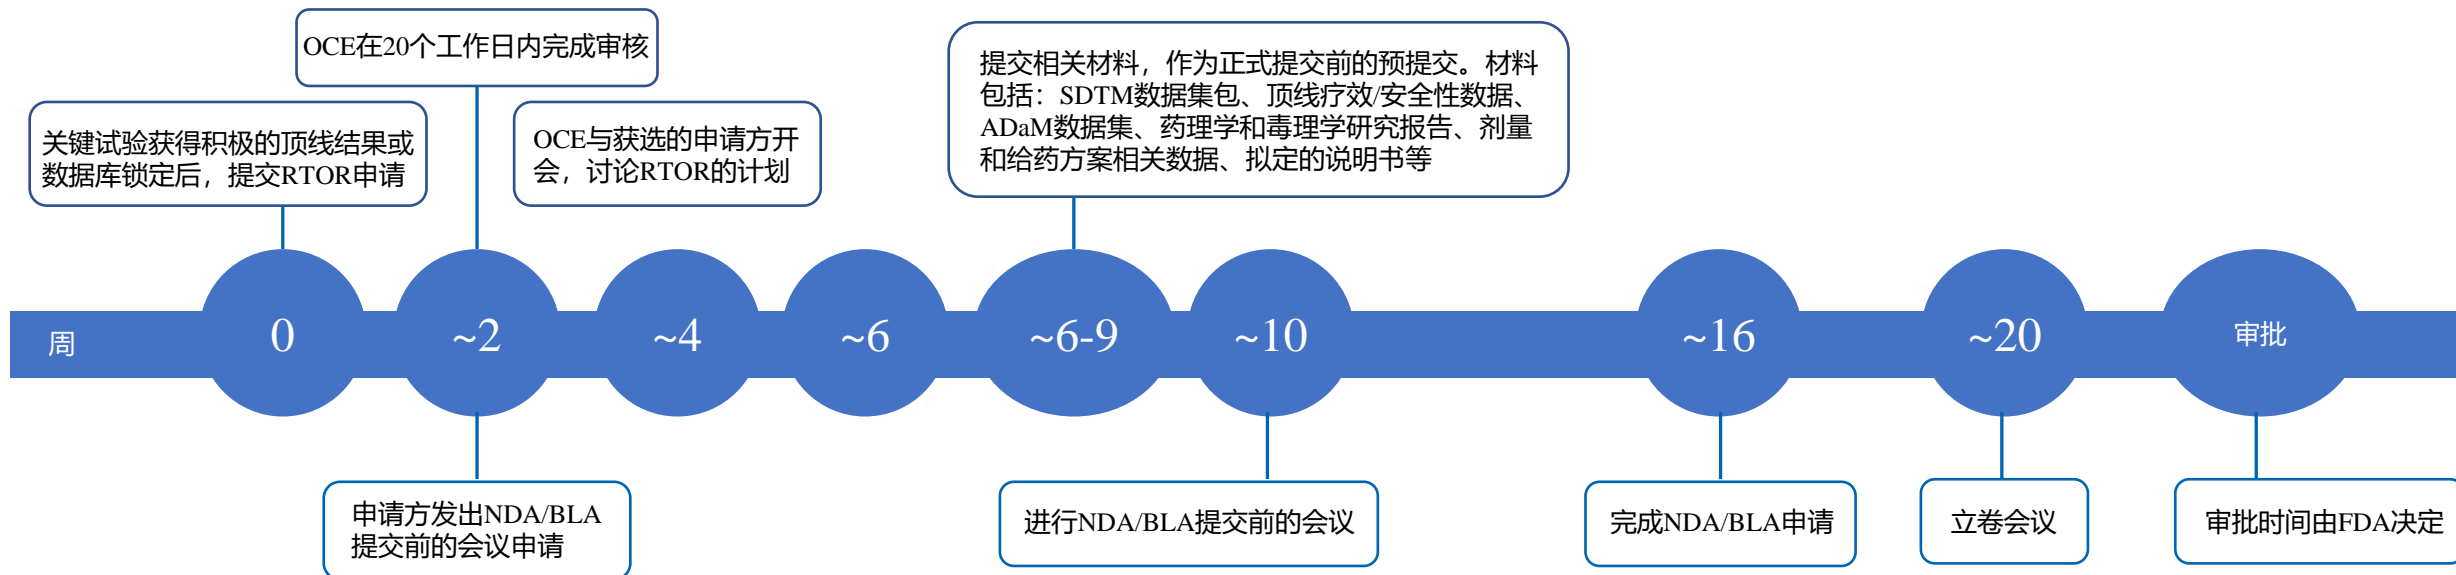 OCE在20个工作日内完成审核
关键试验获得积极的顶线结果或
数据库锁定后，提交RTOR申请
OCE与获选的申请方开
会，讨论RTOR的计划
提交相关材料，作为正式提交前的预提交。材料
包括：SDTM数据集包、顶线疗效/安全性数据、
ADaM数据集、药理学和毒理学研究报告、剂量
和给药方案相关数据、拟定的说明书等
周
0
~2
~4
~6
~6-9
~10
~16
~20
审批
申请方发出NDA/BLA
提交前的会议申请
进行NDA/BLA提交前的会议
完成NDA/BLA申请
立卷会议
审批时间由FDA决定